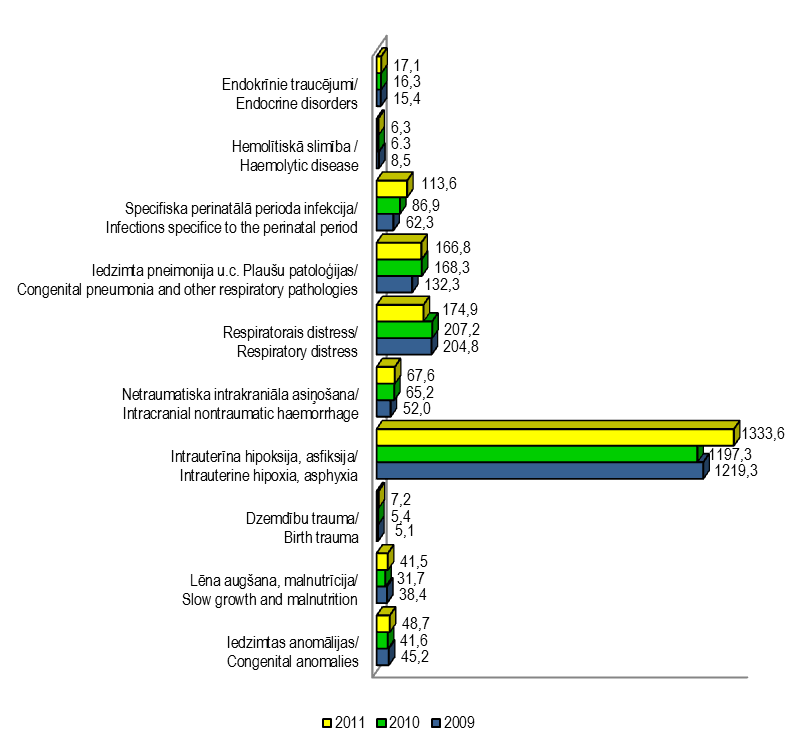 17,1
16,3
15,4
Endokrīnie traucējumi/
Endocrine disorders
6,3
6.3
8,5
Hemolītiskā slimība /
Haemolytic disease
113,6
86,9
62,3
Specifiska perinatālā perioda infekcija/
Infections specifice to the perinatal period
166,8
168,3
132,3
Iedzimta pneimonija u.c. Plaušu patoloģijas/
Congenital pneumonia and other respiratory pathologies
174,9
207,2
204,8
Respiratorais distress/
Respiratory distress
67,6
65,2
52,0
Netraumatiska intrakraniāla asiņošana/
Intracranial nontraumatic haemorrhage
1333,6
1197,3
1219,3
Intrauterīna hipoksija, asfiksija/
Intrauterine hipoxia, asphyxia
7,2
5,4
5,1
Dzemdību trauma/
Birth trauma
41,5
31,7
38,4
Lēna augšana, malnutrīcija/
Slow growth and malnutrition
48,7
41,6
45,2
Iedzimtas anomālijas/
Congenital anomalies
2011 2010 2009